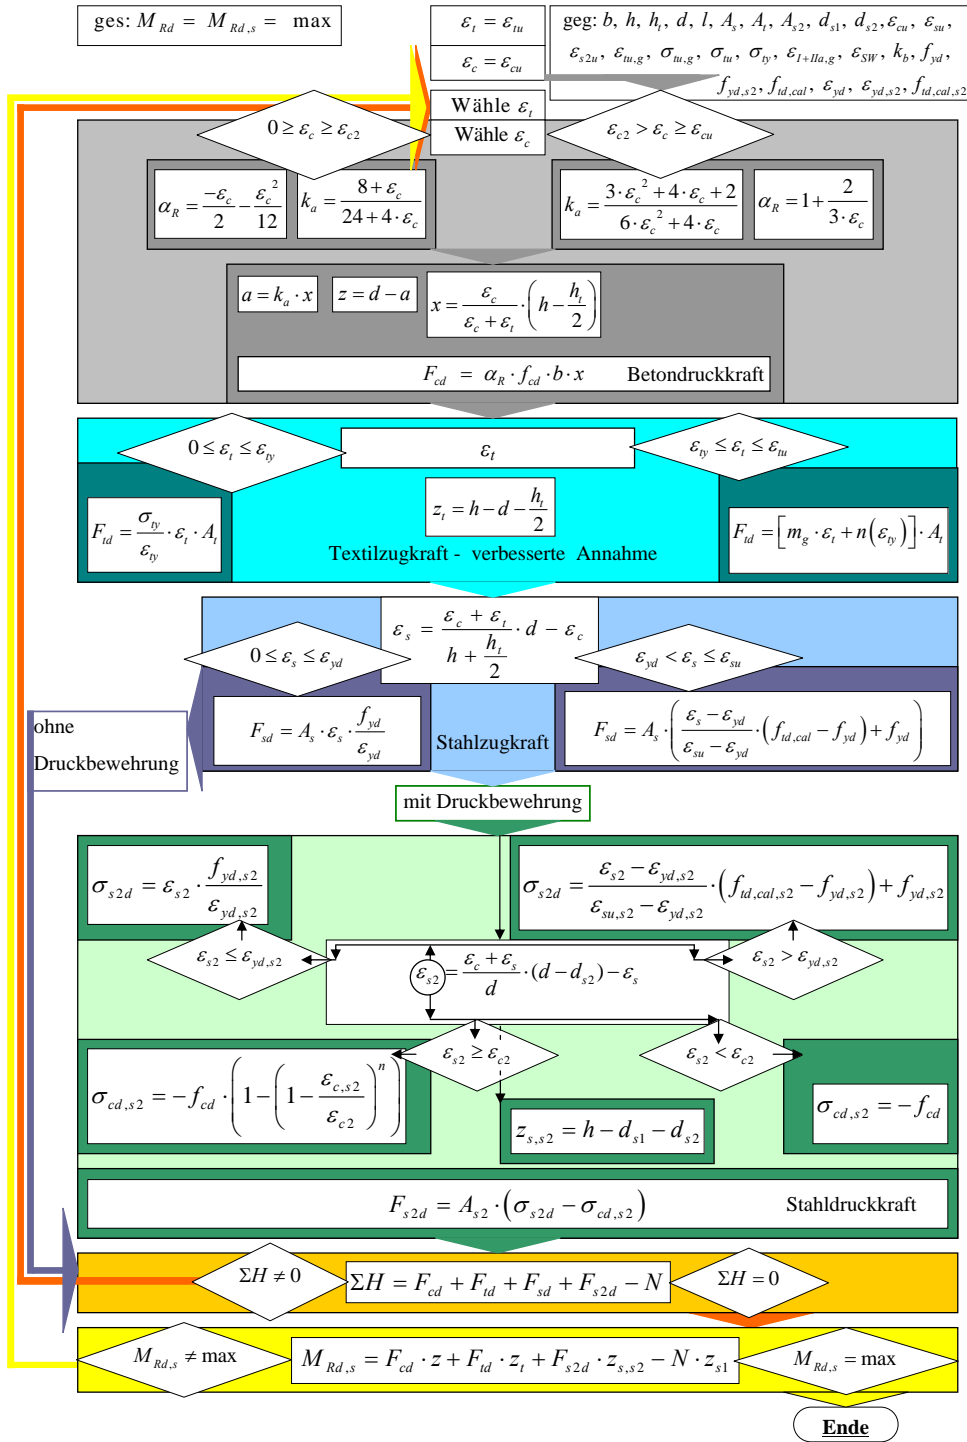 ges: M_Rd = M_Rd,s = max
ε_t = ε_tu
ε_c = ε_cu
geg: b, h, h_t, d, l, A_s, A_t, A_s2, d_s1, d_s2, ε_cu, ε_su,
ε_s2u, ε_tu,g, σ_tu,g, σ_tu, σ_ty, ε_I+IIa,g, ε_SW, k_b, f_yd,
f_yd,s2, f_td,cal, ε_yd, ε_yd,s2, f_td,cal,s2
Wähle ε_t
Wähle ε_c
0 ≥ ε_c ≥ ε_c2
ε_c2 > ε_c ≥ ε_cu
α_R = -ε_c/2 - ε_c²/12
k_a = (8 + ε_c)/(24 + 4·ε_c)
k_a = (3·ε_c² + 4·ε_c + 2)/(6·ε_c² + 4·ε_c)
α_R = 1 + 2/(3·ε_c)
a = k_a · x
z = d - a
x = ε_c/(ε_c + ε_t) · (h - h_t/2)
F_cd = α_R · f_cd · b · x Betondruckkraft
0 ≤ ε_t ≤ ε_ty
ε_t
ε_ty ≤ ε_t ≤ ε_tu
F_td = σ_ty/ε_ty · ε_t · A_t
z_t = h - d - h_t/2
F_td = [m_g · ε_t + n(ε_ty)] · A_t
Textilzugkraft - verbesserte Annahme
ε_s = (ε_c + ε_t)/(h + h_t/2) · d - ε_c
0 ≤ ε_s ≤ ε_yd
ε_yd < ε_s ≤ ε_su
F_sd = A_s · ε_s · f_yd/ε_yd
Stahlzugkraft
F_sd = A_s · ((ε_s - ε_yd)/(ε_su - ε_yd) · (f_td,cal - f_yd) + f_yd)
ohne
Druckbewehrung
mit Druckbewehrung
σ_s2d = ε_s2 · f_yd,s2/ε_yd,s2
σ_s2d = (ε_s2 - ε_yd,s2)/(ε_su,s2 - ε_yd,s2) · (f_td,cal,s2 - f_yd,s2) + f_yd,s2
ε_s2 ≤ ε_yd,s2
ε_s2 = (ε_c + ε_s)/d · (d - d_s2) - ε_s
ε_s2 > ε_yd,s2
ε_s2 ≥ ε_c2
ε_s2 < ε_c2
σ_cd,s2 = -f_cd · (1 - (1 - ε_c,s2/ε_c2)^n)
z_s,s2 = h - d_s1 - d_s2
σ_cd,s2 = -f_cd
F_s2d = A_s2 · (σ_s2d - σ_cd,s2) Stahldruckkraft
ΣH ≠ 0
ΣH = F_cd + F_td + F_sd + F_s2d - N
ΣH = 0
M_Rd,s ≠ max
M_Rd,s = F_cd · z + F_td · z_t + F_s2d · z_s,s2 - N · z_s1
M_Rd,s = max
Ende